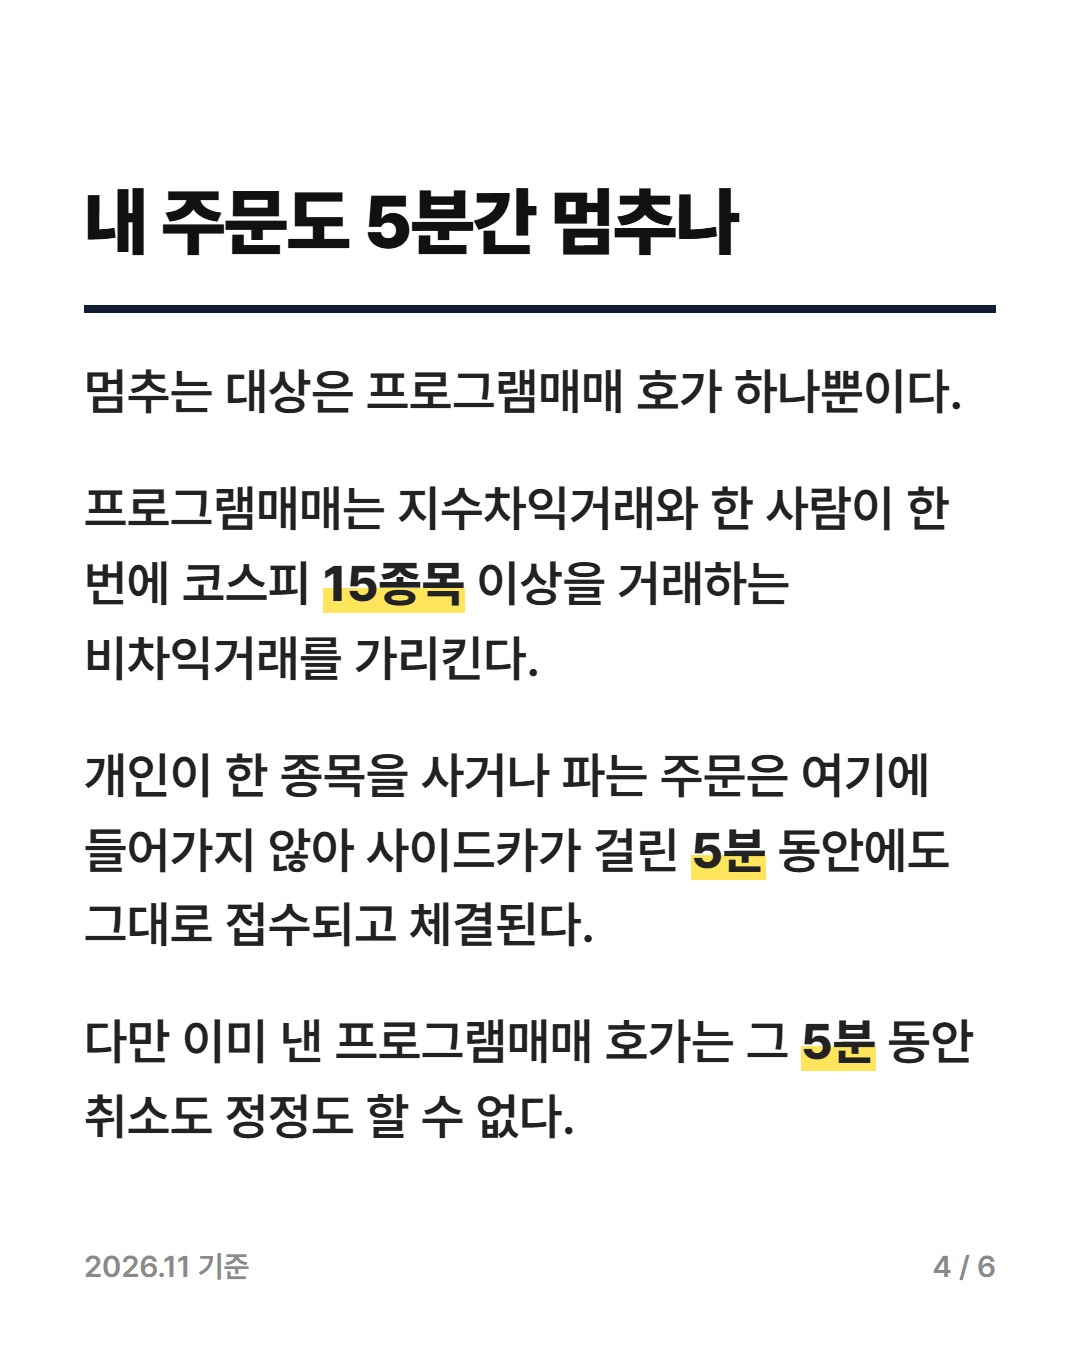 내 주문도 5분간 멈추나
멈추는 대상은 프로그램매매 호가 하나뿐이다.
프로그램매매는 지수차익거래와 한 사람이 한
번에 코스피 15종목 이상을 거래하는
비차익거래를 가리킨다.
개인이 한 종목을 사거나 파는 주문은 여기에
들어가지 않아 사이드카가 걸린 5분 동안에도
그대로 접수되고 체결된다.
다만 이미 낸 프로그램매매 호가는 그 5분 동안
취소도 정정도 할 수 없다.
2026.11 기준
4 / 6